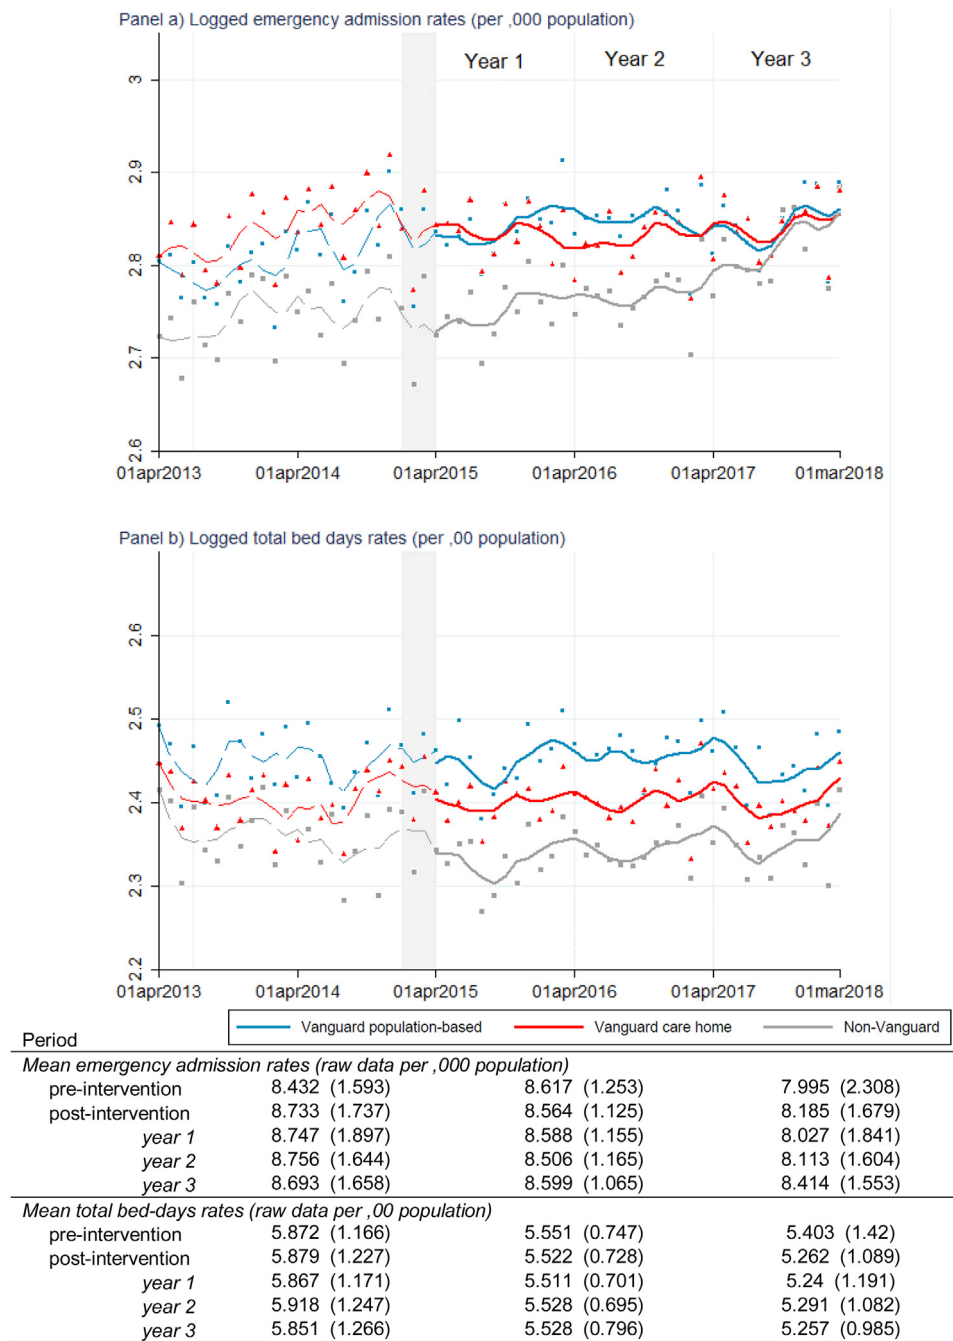 Panel a) Logged emergency admission rates (per ,000 population)
Year 1 Year 2 Year 3
3
2.9
2.8
2.7
2.6
01apr2013 01apr2014 01apr2015 01apr2016 01apr2017 01mar2018
Panel b) Logged total bed days rates (per ,00 population)
2.6
2.5
2.4
2.3
2.2
01apr2013 01apr2014 01apr2015 01apr2016 01apr2017 01mar2018
Vanguard population-based Vanguard care home Non-Vanguard
Period
Mean emergency admission rates (raw data per ,000 population)
pre-intervention 8.432 (1.593) 8.617 (1.253) 7.995 (2.308)
post-intervention 8.733 (1.737) 8.564 (1.125) 8.185 (1.679)
year 1 8.747 (1.897) 8.588 (1.155) 8.027 (1.841)
year 2 8.756 (1.644) 8.506 (1.165) 8.113 (1.604)
year 3 8.693 (1.658) 8.599 (1.065) 8.414 (1.553)
Mean total bed-days rates (raw data per ,00 population)
pre-intervention 5.872 (1.166) 5.551 (0.747) 5.403 (1.42)
post-intervention 5.879 (1.227) 5.522 (0.728) 5.262 (1.089)
year 1 5.867 (1.171) 5.511 (0.701) 5.24 (1.191)
year 2 5.918 (1.247) 5.528 (0.695) 5.291 (1.082)
year 3 5.851 (1.266) 5.528 (0.796) 5.257 (0.985)